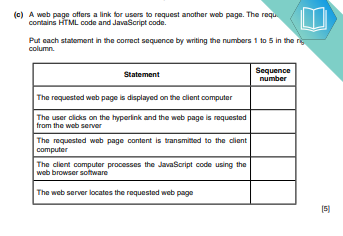 (c) A web page offers a link for users to request another web page. The
contains HTML code and JavaScript code.
Put each statement in the correct sequence by writing the numbers 1 to 5 in the
column.
Statement
Sequence
number
The requested web page is displayed on the client computer
The user clicks on the hyperlink and the web page is requested
from the web server
The requested web page content is transmitted to the client
computer
The client computer processes the JavaScript code using the
web browser software
The web server locates the requested web page
[5]